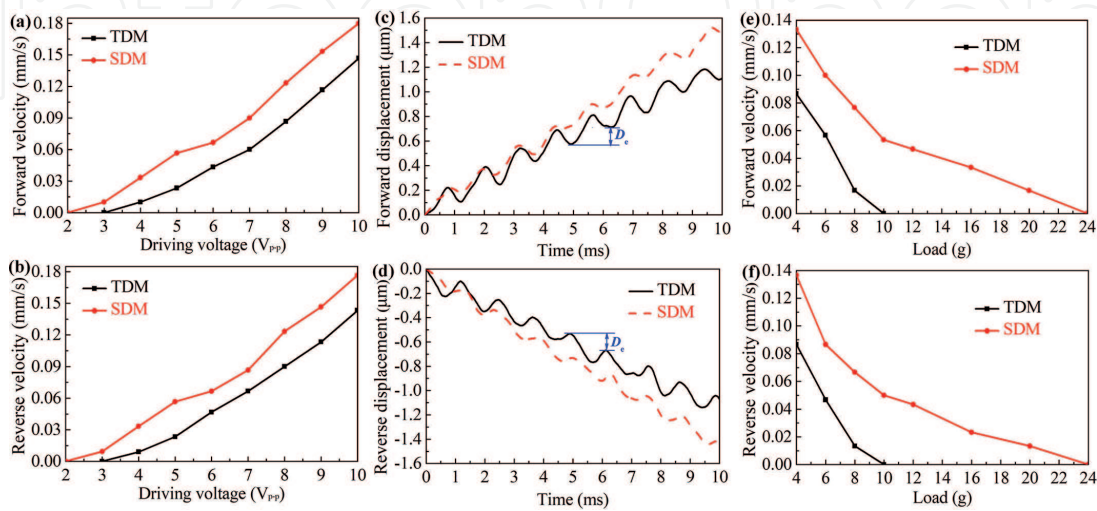 (a)
0.18
0.15
0.12
0.09
0.06
0.03
0.00
Forward velocity (mm/s)
TDM
SDM
2 3 4 5 6 7 8 9 10
Driving voltage (Vp-p)
(b)
0.18
0.15
0.12
0.09
0.06
0.03
0.00
Reverse velocity (mm/s)
TDM
SDM
2 3 4 5 6 7 8 9 10
Driving voltage (Vp-p)
(c)
1.6
1.4
1.2
1.0
0.8
0.6
0.4
0.2
0.0
Forward displacement (μm)
TDM
SDM
De
0 1 2 3 4 5 6 7 8 9 10
Time (ms)
(d)
0.0
-0.2
-0.4
-0.6
-0.8
-1.0
-1.2
-1.4
-1.6
Reverse displacement (μm)
TDM
SDM
De
0 1 2 3 4 5 6 7 8 9 10
Time (ms)
(e)
0.14
0.12
0.10
0.08
0.06
0.04
0.02
0.00
Forward velocity (mm/s)
TDM
SDM
4 6 8 10 12 14 16 18 20 22 24
Load (g)
(f)
0.14
0.12
0.10
0.08
0.06
0.04
0.02
0.00
Reverse velocity (mm/s)
TDM
SDM
4 6 8 10 12 14 16 18 20 22 24
Load (g)